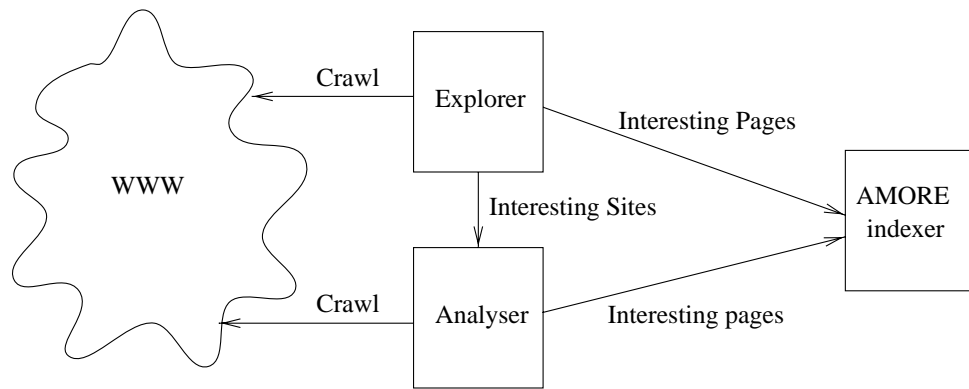 Crawl
Explorer
Interesting Pages
WWW
AMORE
indexer
Interesting Sites
Crawl
Analyser
Interesting pages